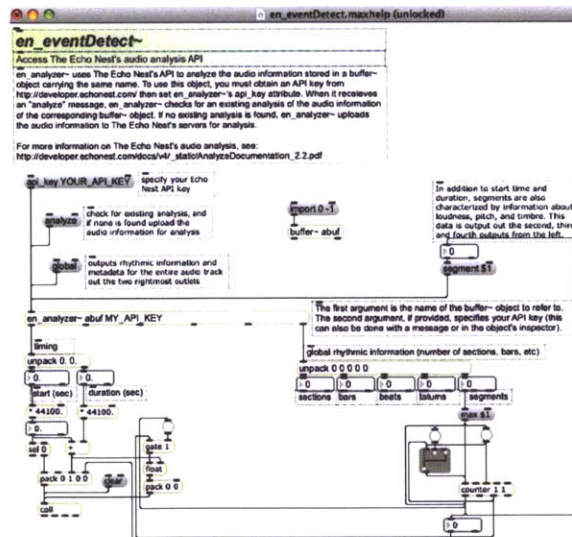 en_eventDetect.maxhelp (unlocked)
en_eventDetect~
Access The Echo Nest's audio analysis API
en_analyzer~ uses The Echo Nest's API to analyze the audio information stored in a buffer~
object carrying the same name. To use this object, you must obtain an API key from
http://developer.echonest.com/ then set en_analyzer~'s api_key attribute. When it receieves
an "analyze" message, en_analyzer~ checks for an existing analysis of the audio information
of the corresponding buffer~ object. If no existing analysis is found, en_analyzer~ uploads
the audio information to The Echo Nest's servers for analysis.
For more information on The Echo Nest's audio analysis, see:
http://developer.echonest.com/docs/v4/_static/AnalyzeDocumentation_2.2.pdf
api_key YOUR_API_KEY
specify your Echo
Nest API key
analyze
check for existing analysis, and
if none is found upload the
audio information for analysis
global
outputs rhythmic information and
metadata for the entire audio track
out the two rightmost outlets
import 0 -1
buffer~ abuf
In addition to start time and
duration, segments are also
characterized by information about
loudness, pitch, and timbre. This
data is output out the second, third
and fourth outputs from the left.
0
segment $1
The first argument is the name of the buffer~ object to refer to.
The second argument, if provided, specifies your API key (this
can also be done with a message or in the object's inspector).
en_analyzer~ abuf MY_API_KEY
timing
unpack 0. 0.
0. 0.
start (sec) duration (sec)
* 44100. * 44100.
0.
sel 0 +
pack 0 1 0 0
clear
coll
gate 1
float
pack 0 0
global rhythmic information (number of sections, bars, etc)
unpack 0 0 0 0 0
0 0 0 0 0
sections bars beats tatums segments
max $1
counter 1 1
0